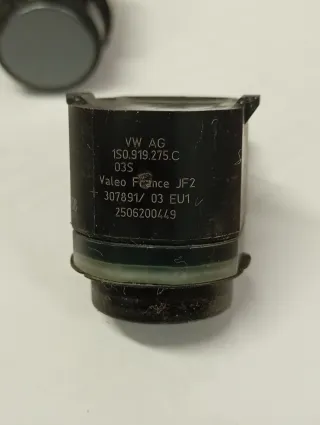 VW AG
1S0.919.275.C
03S
Valeo France JF2
307891/ 03 EU1
2506200449